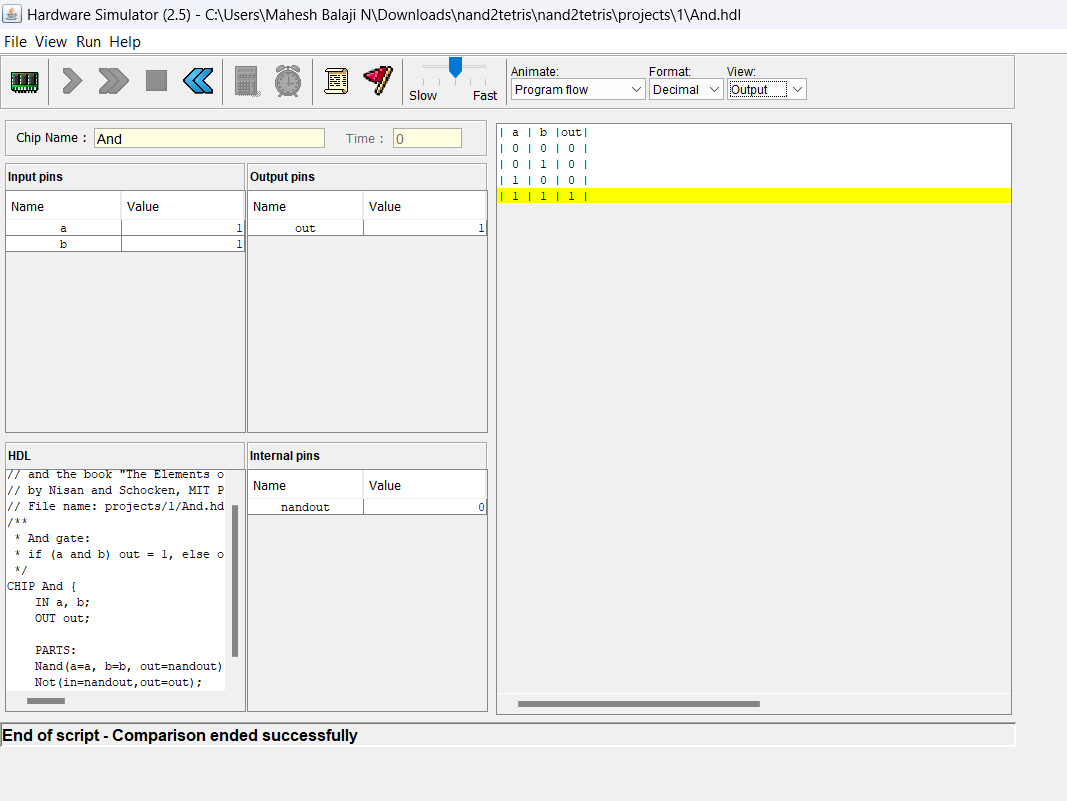 Hardware Simulator (2.5) - C:\Users\Mahesh Balaji N\Downloads\nand2tetris\nand2tetris\projects\1\And.hdl
File View Run Help
Slow Fast
Animate: Format: View:
Program flow Decimal Output
Chip Name : And Time : 0
Input pins
Name Value
a 1
b 1
Output pins
Name Value
out 1
| a | b |out|
| 0 | 0 | 0 |
| 0 | 1 | 0 |
| 1 | 0 | 0 |
| 1 | 1 | 1 |
HDL
// and the book "The Elements o
// by Nisan and Schocken, MIT P
// File name: projects/1/And.hd
/**
* And gate:
* if (a and b) out = 1, else o
*/
CHIP And {
IN a, b;
OUT out;
PARTS:
Nand(a=a, b=b, out=nandout)
Not(in=nandout,out=out);
Internal pins
Name Value
nandout 0
End of script - Comparison ended successfully